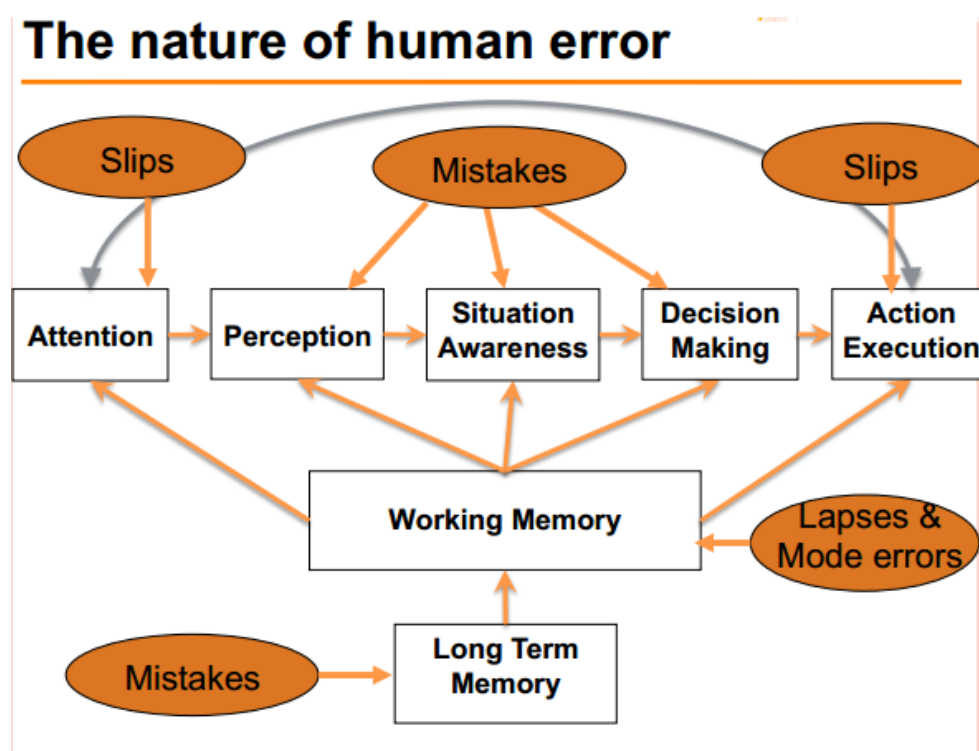 The nature of human error
Slips
Mistakes
Slips
Attention
Perception
Situation
Awareness
Decision
Making
Action
Execution
Working Memory
Lapses &
Mode errors
Mistakes
Long Term
Memory